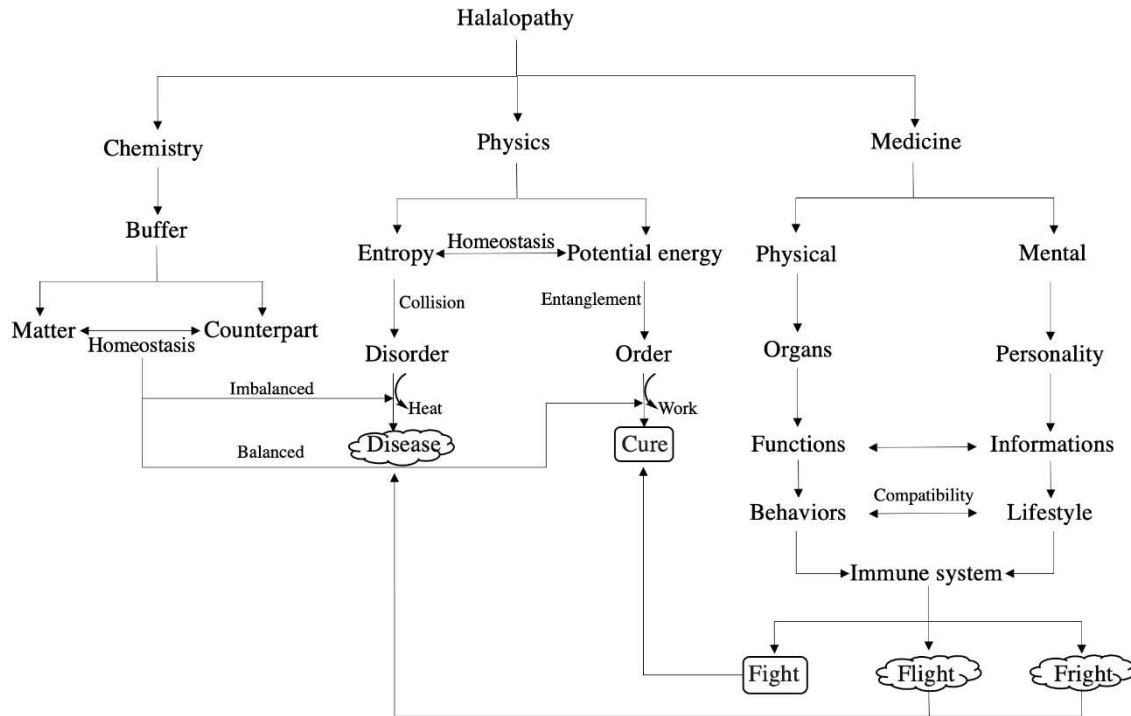 Halalopathy
Chemistry
Physics
Medicine
Buffer
Entropy
Homeostasis
Potential energy
Physical
Mental
Matter
Counterpart
Homeostasis
Collision
Entanglement
Disorder
Order
Organs
Personality
Imbalanced
Heat
Work
Balanced
Disease
Cure
Functions
Informations
Behaviors
Compatibility
Lifestyle
Immune system
Fight
Flight
Fright